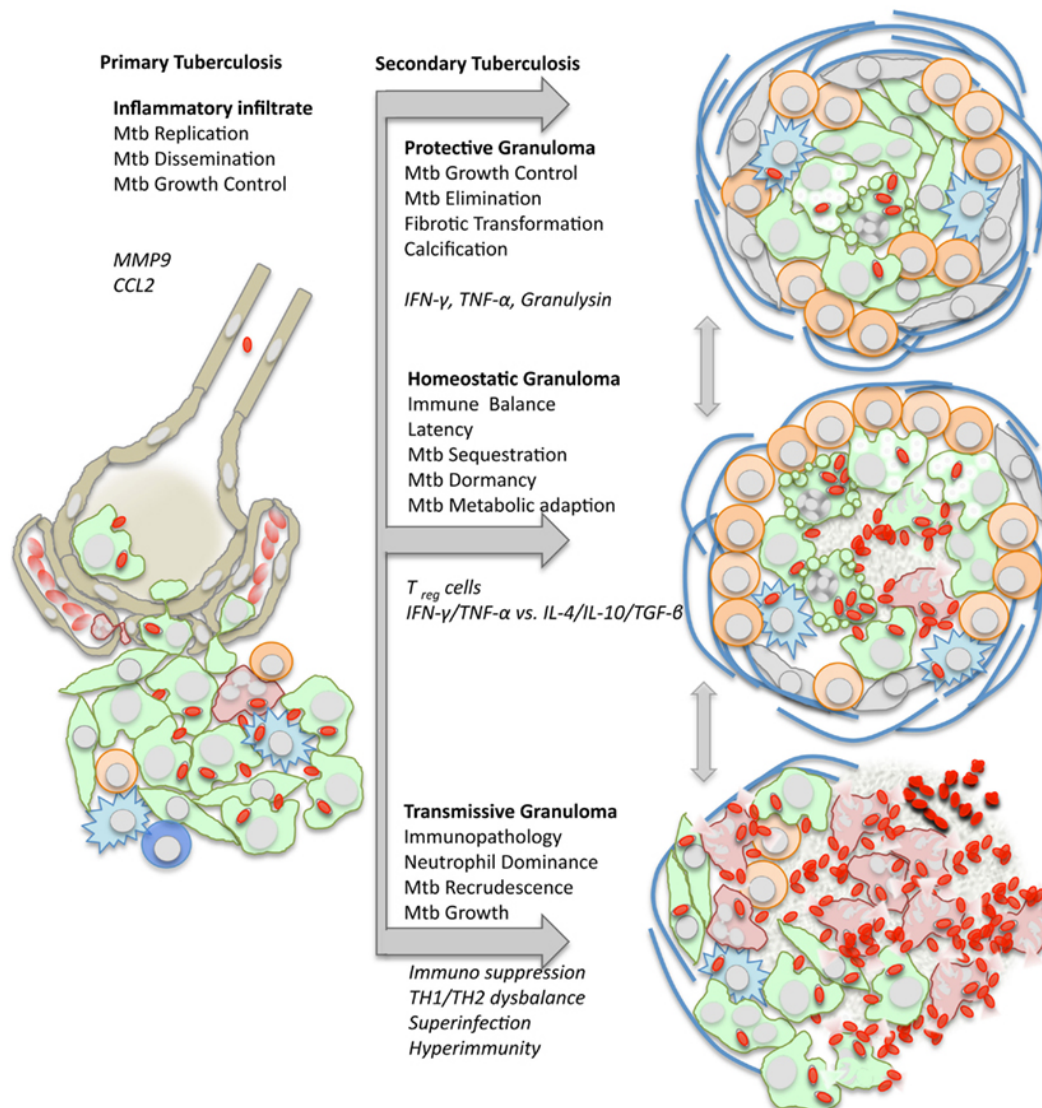 Primary Tuberculosis
Inflammatory infiltrate
Mtb Replication
Mtb Dissemination
Mtb Growth Control
MMP9
CCL2
Secondary Tuberculosis
Protective Granuloma
Mtb Growth Control
Mtb Elimination
Fibrotic Transformation
Calcification
IFN-γ, TNF-α, Granulysin
Homeostatic Granuloma
Immune Balance
Latency
Mtb Sequestration
Mtb Dormancy
Mtb Metabolic adaption
T reg cells
IFN-γ/TNF-α vs. IL-4/IL-10/TGF-β
Transmissive Granuloma
Immunopathology
Neutrophil Dominance
Mtb Recrudescence
Mtb Growth
Immuno suppression
TH1/TH2 dysbalance
Superinfection
Hyperimmunity